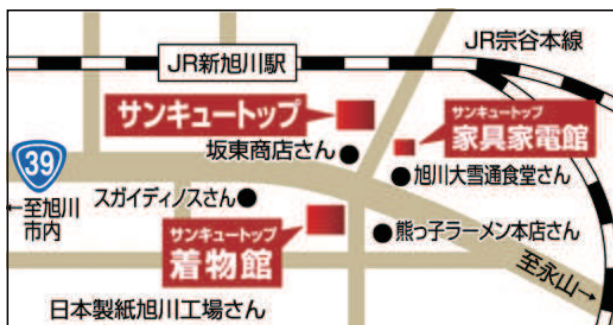 JR宗谷本線
JR新旭川駅
サンキュートップ
サンキュートップ
家具家電館
坂東商店さん
旭川大雪通食堂さん
39
スガイディノスさん
←至旭川
市内
サンキュートップ
着物館
熊っ子ラーメン本店さん
至永山→
日本製紙旭川工場さん